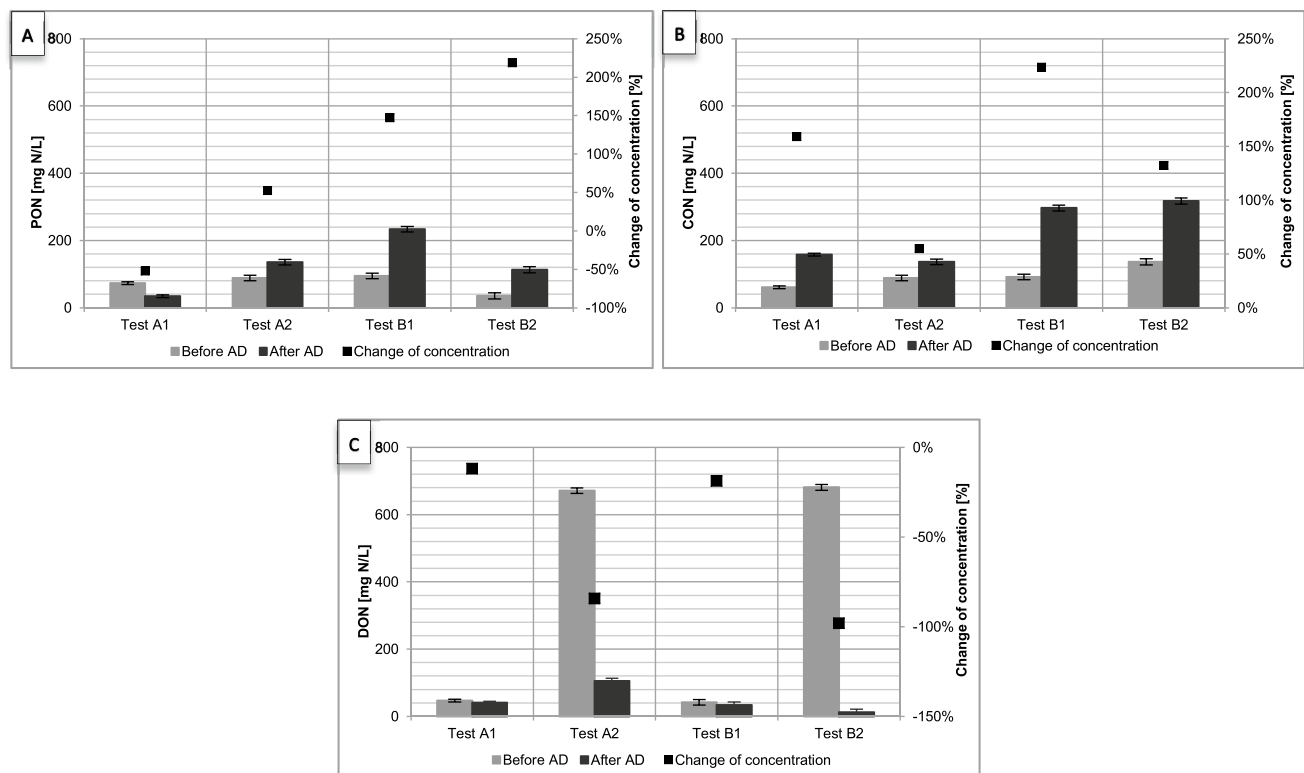 A
PON [mg N/L]
800
600
400
200
0
250%
200%
150%
100%
50%
0%
-50%
-100%
Change of concentration [%]
Test A1 Test A2 Test B1 Test B2
Before AD After AD Change of concentration
B
CON [mg N/L]
800
600
400
200
0
250%
200%
150%
100%
50%
0%
Change of concentration [%]
Test A1 Test A2 Test B1 Test B2
Before AD After AD Change of concentration
C
DON [mg N/L]
800
600
400
200
0
0%
-50%
-100%
-150%
Change of concentration [%]
Test A1 Test A2 Test B1 Test B2
Before AD After AD Change of concentration